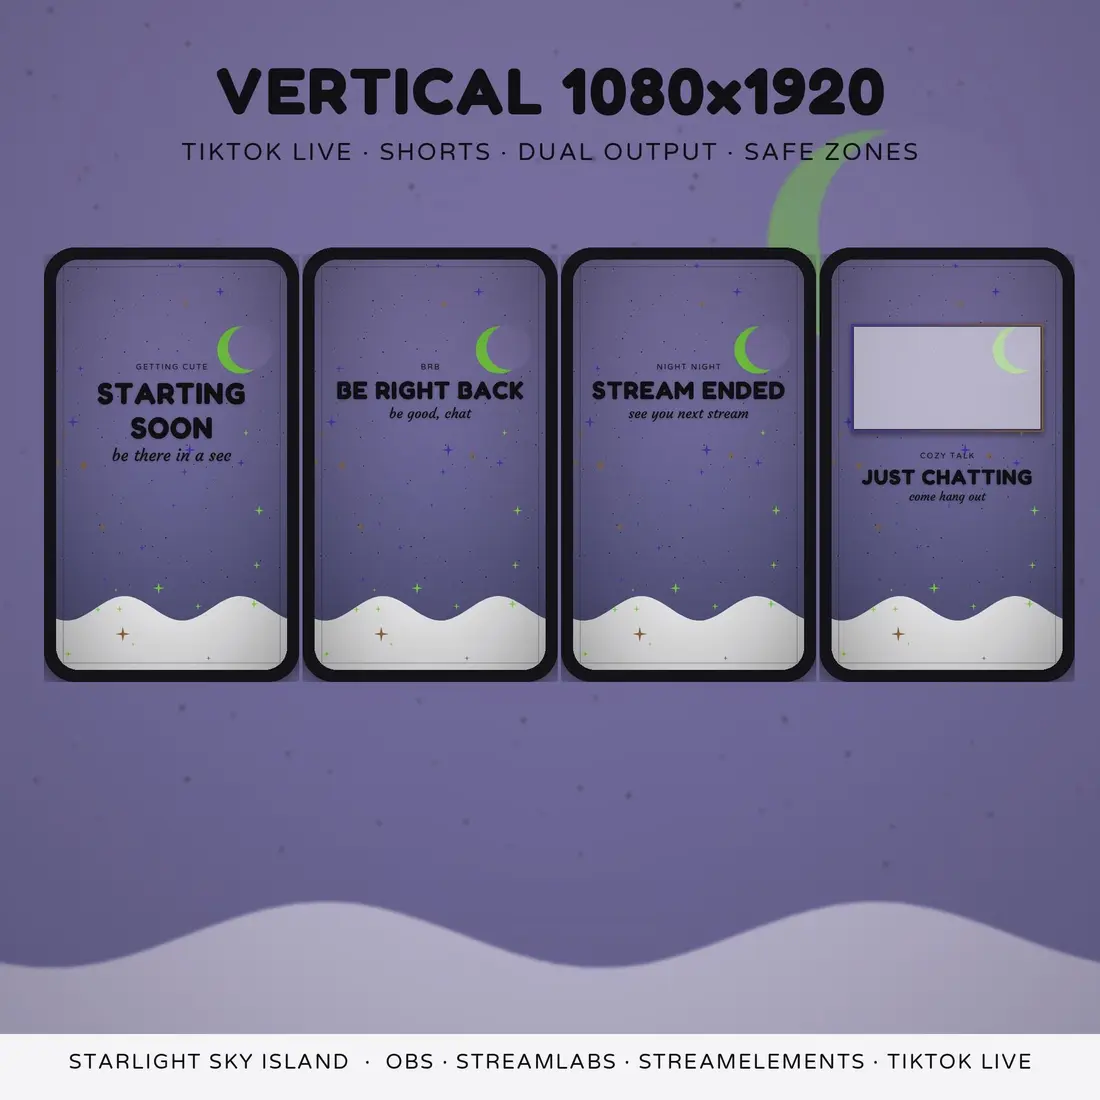 VERTICAL 1080x1920
TIKTOK LIVE · SHORTS · DUAL OUTPUT · SAFE ZONES
GETTING CUTE
STARTING
SOON
be there in a sec
BRB
BE RIGHT BACK
be good, chat
NIGHT NIGHT
STREAM ENDED
see you next stream
COZY TALK
JUST CHATTING
come hang out
STARLIGHT SKY ISLAND · OBS · STREAMLABS · STREAMELEMENTS · TIKTOK LIVE